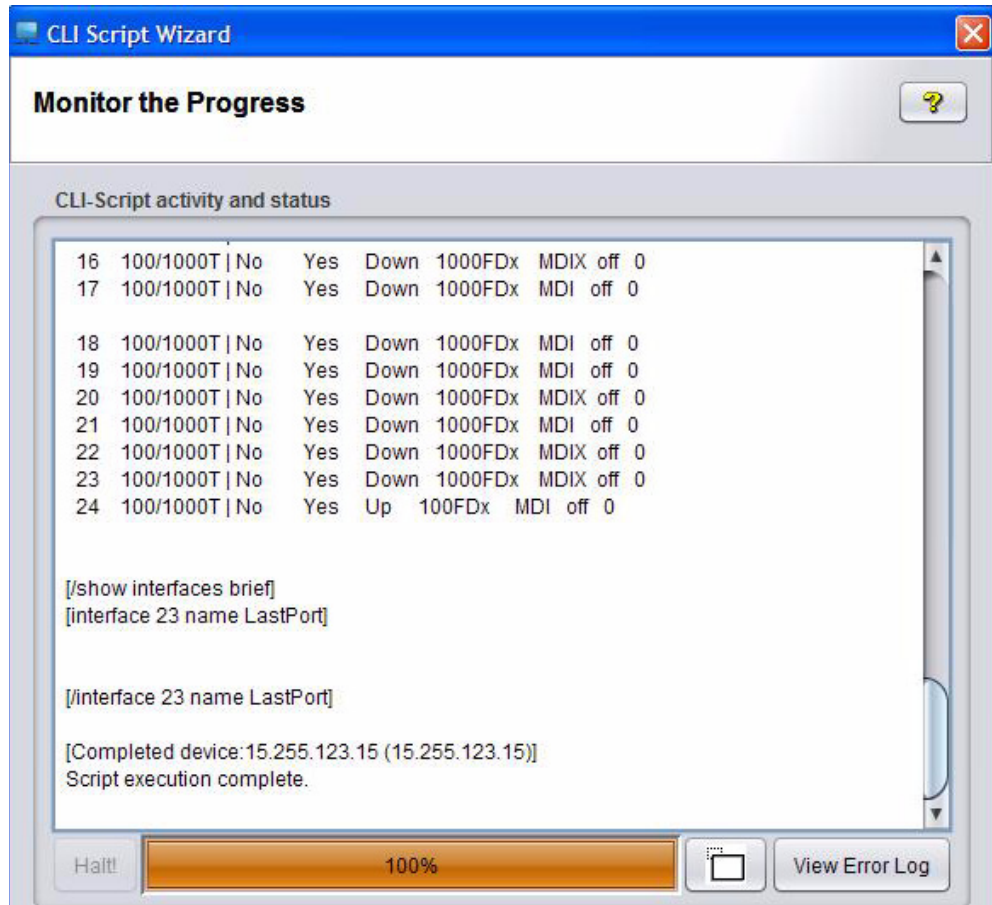 CLI Script Wizard
Monitor the Progress
?
CLI-Script activity and status
16 100/1000T | No Yes Down 1000FDx MDIX off 0
17 100/1000T | No Yes Down 1000FDx MDI off 0
18 100/1000T | No Yes Down 1000FDx MDI off 0
19 100/1000T | No Yes Down 1000FDx MDI off 0
20 100/1000T | No Yes Down 1000FDx MDIX off 0
21 100/1000T | No Yes Down 1000FDx MDI off 0
22 100/1000T | No Yes Down 1000FDx MDIX off 0
23 100/1000T | No Yes Down 1000FDx MDIX off 0
24 100/1000T | No Yes Up 100FDx MDI off 0
[/show interfaces brief]
[interface 23 name LastPort]
[/interface 23 name LastPort]
[Completed device:15.255.123.15 (15.255.123.15)]
Script execution complete.
Halt! 100% View Error Log